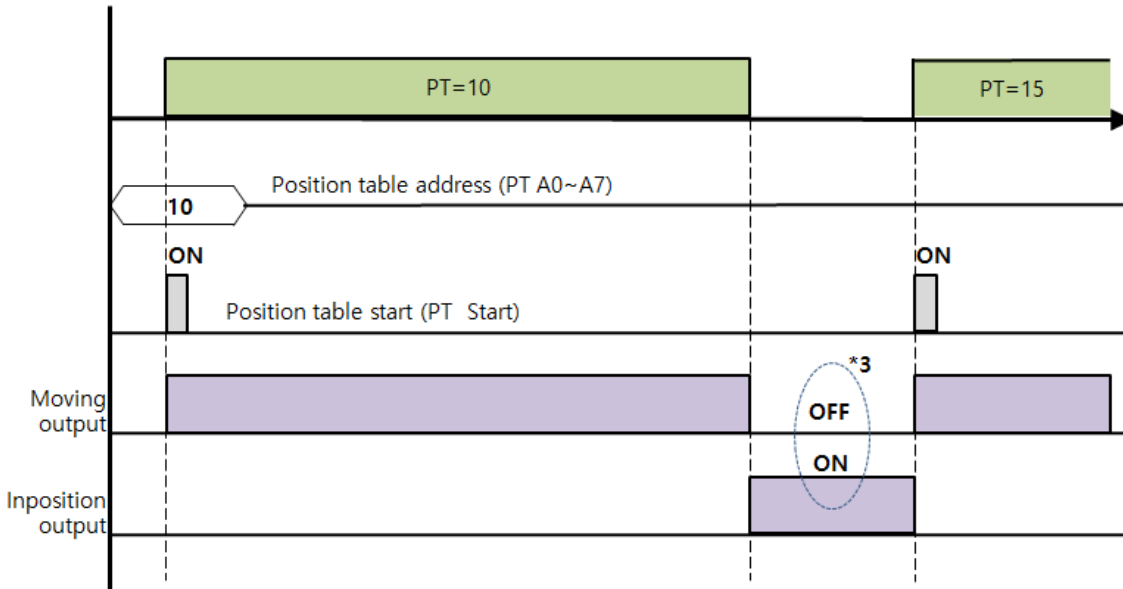 PT=10
PT=15
Position table address (PT A0~A7)
10
ON
ON
Position table start (PT Start)
*3
Moving
output
OFF
ON
Inposition
output